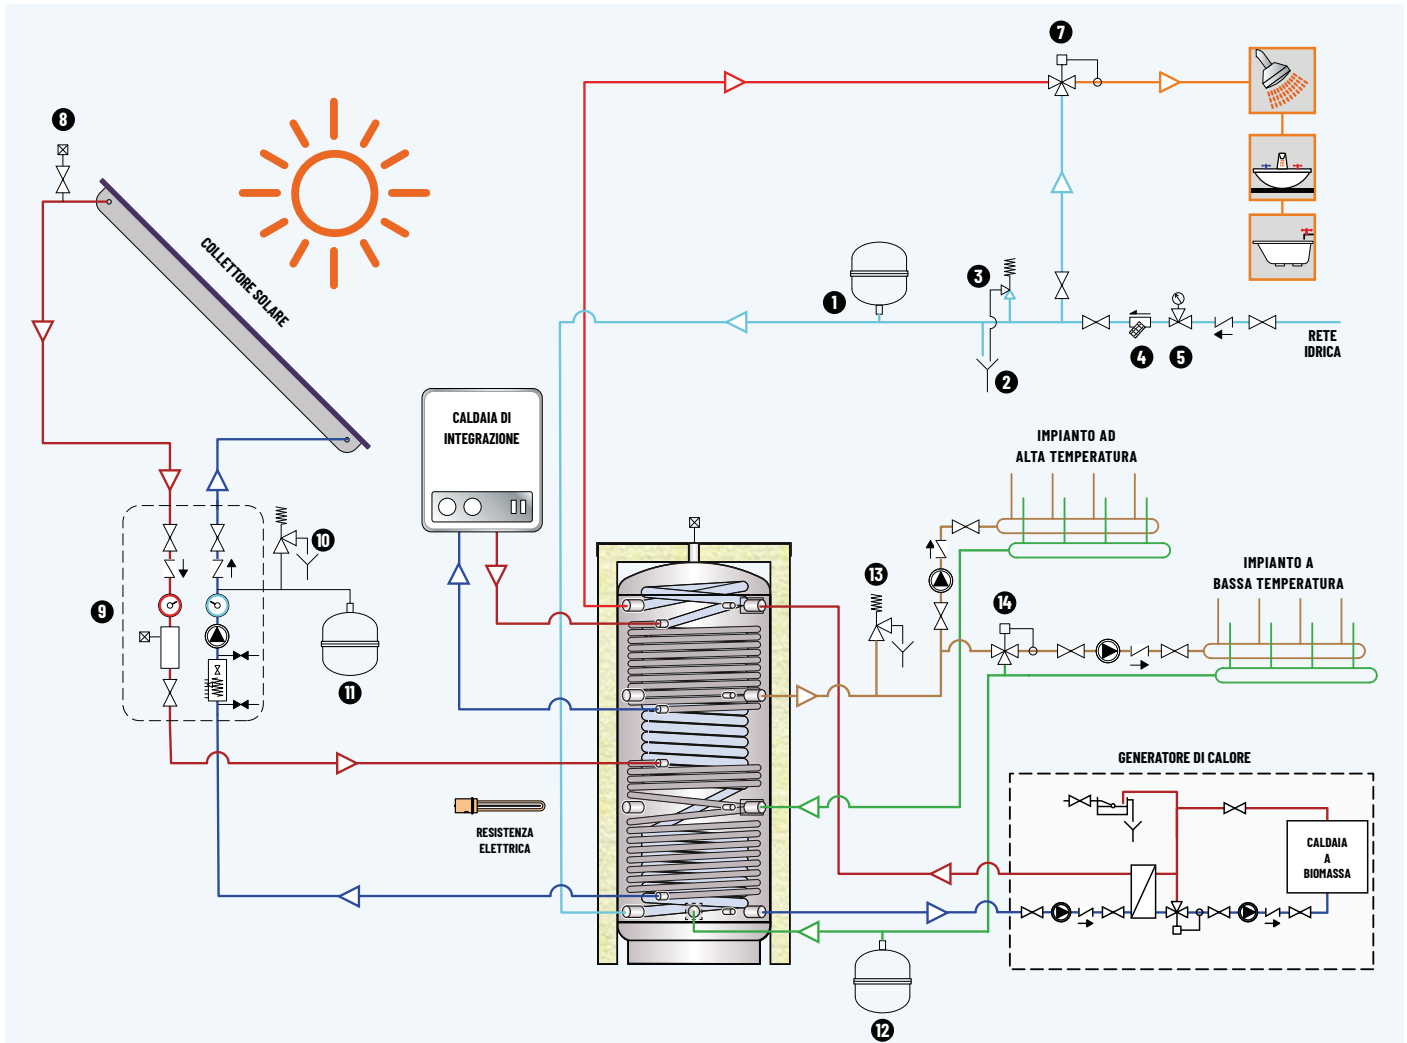 7
8
COLLETTORE SOLARE
3
1
RETE
IDRICA
4
5
2
CALDAIA DI
INTEGRAZIONE
IMPIANTO AD
ALTA TEMPERATURA
10
13
IMPIANTO A
BASSA TEMPERATURA
9
14
11
GENERATORE DI CALORE
RESISTENZA
ELETTRICA
CALDAIA
A
BIOMASSA
12